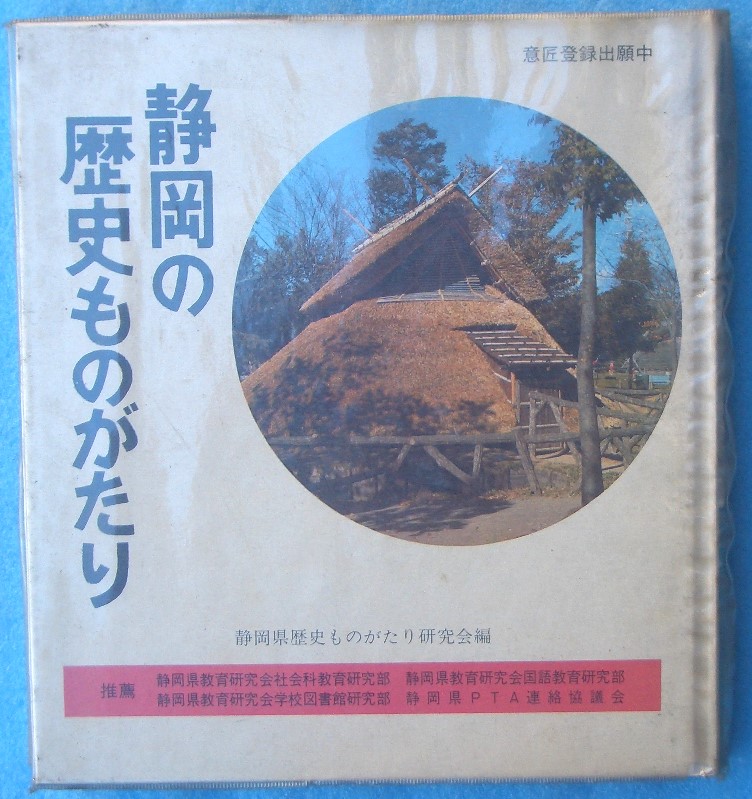 意匠登録出願中
静岡の
歴史ものがたり
静岡県歴史ものがたり研究会編
推薦
静岡県教育研究会社会科教育研究部 静岡県教育研究会国語教育研究部
静岡県教育研究会学校図書館研究部 静岡県PTA連絡協議会